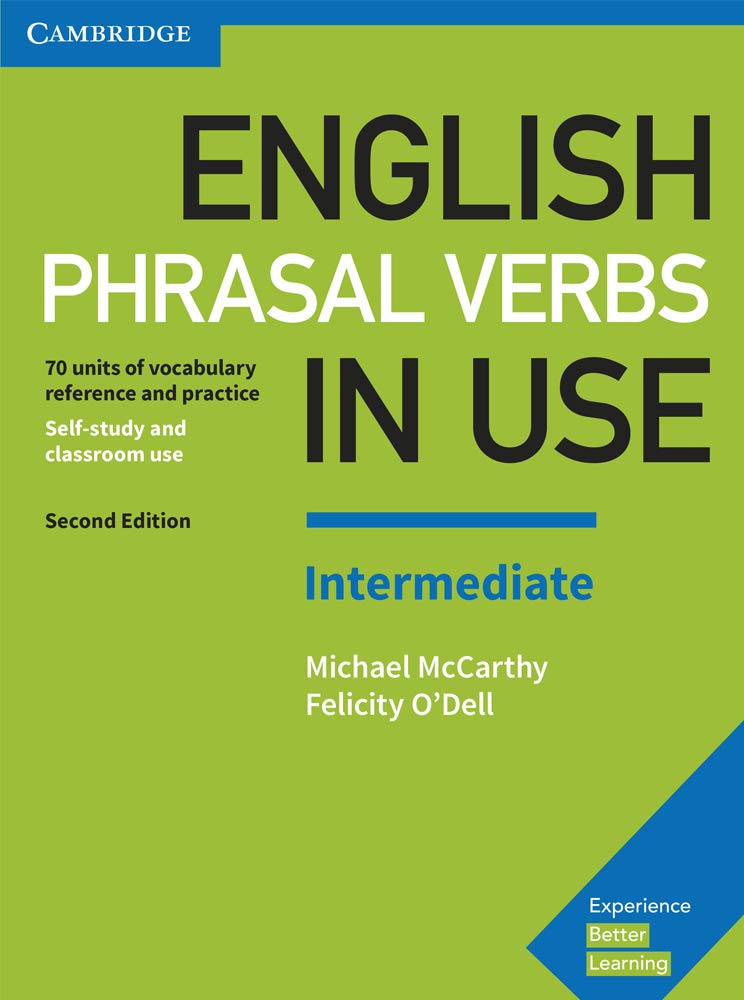 CAMBRIDGE
ENGLISH
PHRASAL VERBS
IN USE
70 units of vocabulary
reference and practice
Self-study and
classroom use
Second Edition
Intermediate
Michael McCarthy
Felicity O'Dell
Experience
Better
Learning